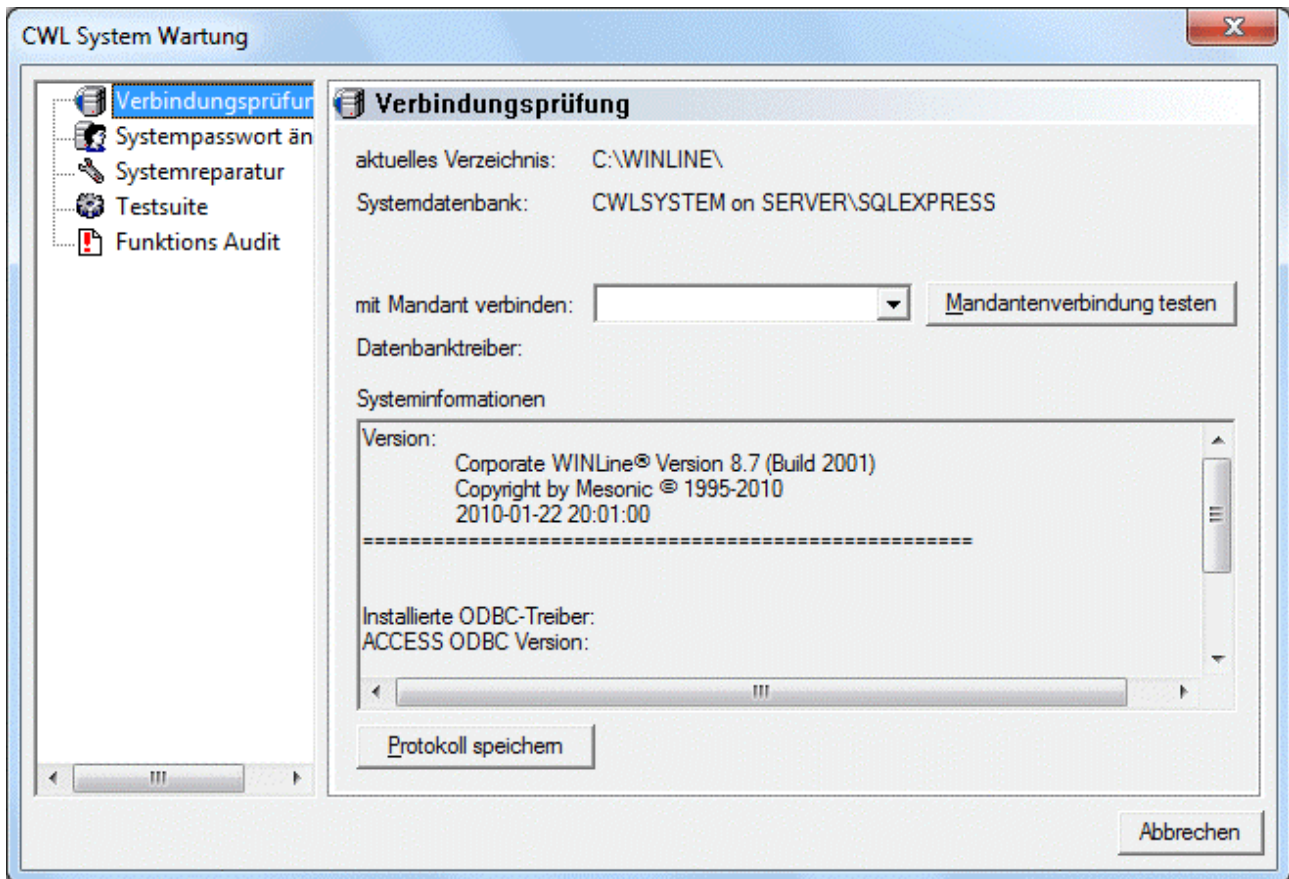 CWL System Wartung
Verbindungsprüfun
Systempasswort än
Systemreparatur
Testsuite
Funktions Audit
Verbindungsprüfung
aktuelles Verzeichnis: C:\WINLINE\
Systemdatenbank: CWLSYSTEM on SERVER\SQLEXPRESS
mit Mandant verbinden: Mandantenverbindung testen
Datenbanktreiber:
Systeminformationen
Version:
Corporate WINLine® Version 8.7 (Build 2001)
Copyright by Mesonic © 1995-2010
2010-01-22 20:01:00
====================================================
Installierte ODBC-Treiber:
ACCESS ODBC Version:
Protokoll speichern
Abbrechen